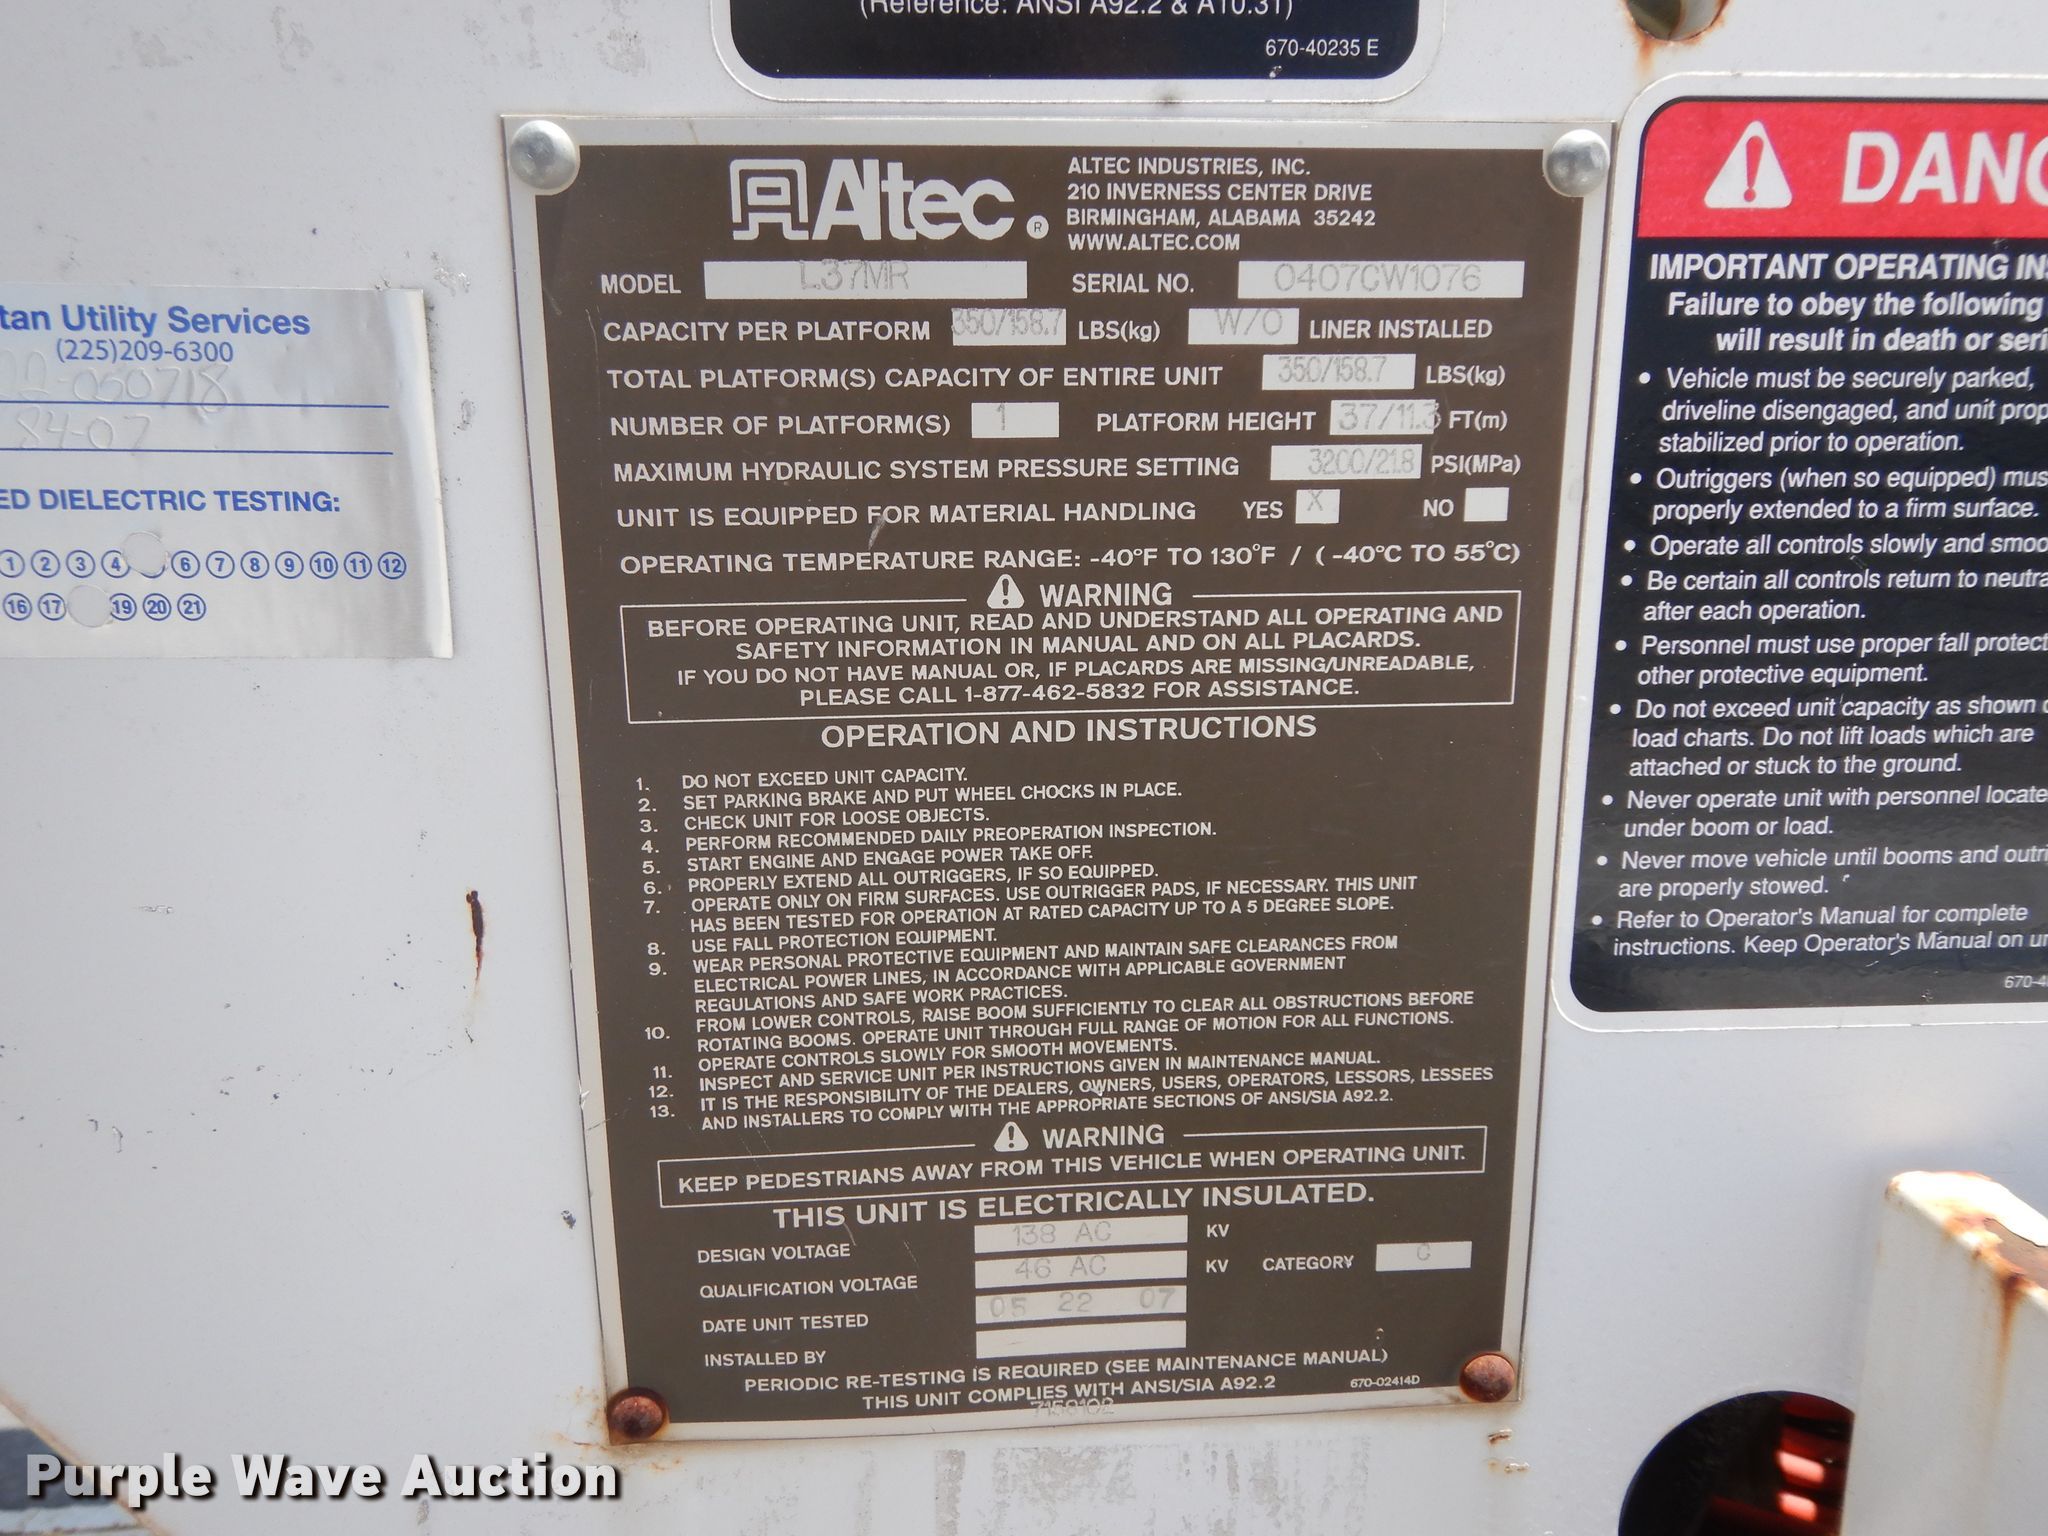 (Reference: ANSI A92.2 & A10.31)
670-40235 E
Altec ®
ALTEC INDUSTRIES, INC.
210 INVERNESS CENTER DRIVE
BIRMINGHAM, ALABAMA 35242
WWW.ALTEC.COM
MODEL L37MR SERIAL NO. 0407CW1076
CAPACITY PER PLATFORM 350/158.7 LBS(kg) W/O LINER INSTALLED
TOTAL PLATFORM(S) CAPACITY OF ENTIRE UNIT 350/158.7 LBS(kg)
NUMBER OF PLATFORM(S) 1 PLATFORM HEIGHT 37/11.3 FT(m)
MAXIMUM HYDRAULIC SYSTEM PRESSURE SETTING 3200/21.8 PSI(MPa)
UNIT IS EQUIPPED FOR MATERIAL HANDLING YES X NO
OPERATING TEMPERATURE RANGE: -40°F TO 130°F / (-40°C TO 55°C)
WARNING
BEFORE OPERATING UNIT, READ AND UNDERSTAND ALL OPERATING AND
SAFETY INFORMATION IN MANUAL AND ON ALL PLACARDS.
IF YOU DO NOT HAVE MANUAL OR, IF PLACARDS ARE MISSING/UNREADABLE,
PLEASE CALL 1-877-462-5832 FOR ASSISTANCE.
OPERATION AND INSTRUCTIONS
1. DO NOT EXCEED UNIT CAPACITY.
2. SET PARKING BRAKE AND PUT WHEEL CHOCKS IN PLACE.
3. CHECK UNIT FOR LOOSE OBJECTS.
4. PERFORM RECOMMENDED DAILY PREOPERATION INSPECTION.
5. START ENGINE AND ENGAGE POWER TAKE OFF.
6. PROPERLY EXTEND ALL OUTRIGGERS, IF SO EQUIPPED.
7. OPERATE ONLY ON FIRM SURFACES. USE OUTRIGGER PADS, IF NECESSARY. THIS UNIT
HAS BEEN TESTED FOR OPERATION AT RATED CAPACITY UP TO A 5 DEGREE SLOPE.
8. USE FALL PROTECTION EQUIPMENT.
9. WEAR PERSONAL PROTECTIVE EQUIPMENT AND MAINTAIN SAFE CLEARANCES FROM
ELECTRICAL POWER LINES, IN ACCORDANCE WITH APPLICABLE GOVERNMENT
REGULATIONS AND SAFE WORK PRACTICES.
10. FROM LOWER CONTROLS, RAISE BOOM SUFFICIENTLY TO CLEAR ALL OBSTRUCTIONS BEFORE
ROTATING BOOMS. OPERATE UNIT THROUGH FULL RANGE OF MOTION FOR ALL FUNCTIONS.
11. OPERATE CONTROLS SLOWLY FOR SMOOTH MOVEMENTS.
12. INSPECT AND SERVICE UNIT PER INSTRUCTIONS GIVEN IN MAINTENANCE MANUAL.
13. IT IS THE RESPONSIBILITY OF THE DEALERS, OWNERS, USERS, OPERATORS, LESSORS, LESSEES
AND INSTALLERS TO COMPLY WITH THE APPROPRIATE SECTIONS OF ANSI/SIA A92.2.
WARNING
KEEP PEDESTRIANS AWAY FROM THIS VEHICLE WHEN OPERATING UNIT.
THIS UNIT IS ELECTRICALLY INSULATED.
DESIGN VOLTAGE 138 AC KV
QUALIFICATION VOLTAGE 46 AC KV CATEGORY C
DATE UNIT TESTED 05 22 07
INSTALLED BY
PERIODIC RE-TESTING IS REQUIRED (SEE MAINTENANCE MANUAL)
THIS UNIT COMPLIES WITH ANSI/SIA A92.2 670-02414D
7158102
tan Utility Services
(225)209-6300
050718
84-07
ED DIELECTRIC TESTING:
1 2 3 4 6 7 8 9 10 11 12
16 17 19 20 21
DANG
IMPORTANT OPERATING INS
Failure to obey the following
will result in death or seri
• Vehicle must be securely parked,
driveline disengaged, and unit prop
stabilized prior to operation.
• Outriggers (when so equipped) mus
properly extended to a firm surface.
• Operate all controls slowly and smoo
• Be certain all controls return to neutra
after each operation.
• Personnel must use proper fall protect
other protective equipment.
• Do not exceed unit capacity as shown o
load charts. Do not lift loads which are
attached or stuck to the ground.
• Never operate unit with personnel locate
under boom or load.
• Never move vehicle until booms and outri
are properly stowed.
• Refer to Operator's Manual for complete
instructions. Keep Operator's Manual on un
670-4
Purple Wave Auction